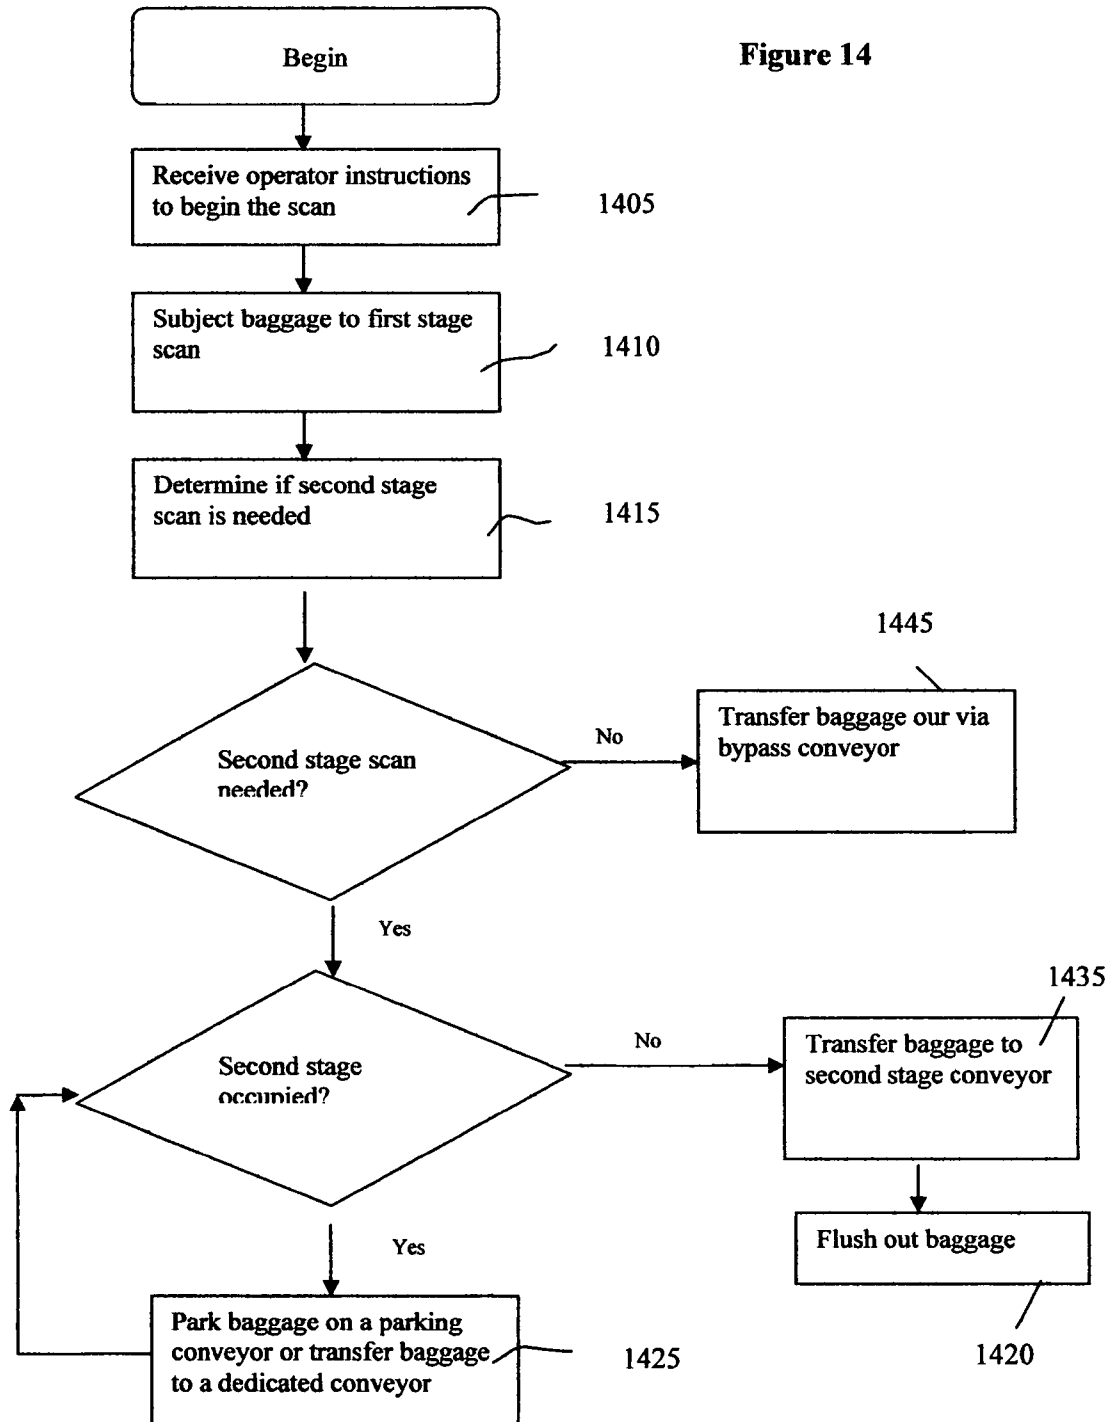 Begin
Figure 14
Receive operator instructions
to begin the scan
1405
Subject baggage to first stage
scan
1410
Determine if second stage
scan is needed
1415
1445
Second stage scan
needed?
No
Transfer baggage our via
bypass conveyor
Yes
1435
Second stage
occupied?
No
Transfer baggage to
second stage conveyor
Yes
Flush out baggage
1420
Park baggage on a parking
conveyor or transfer baggage
to a dedicated conveyor
1425